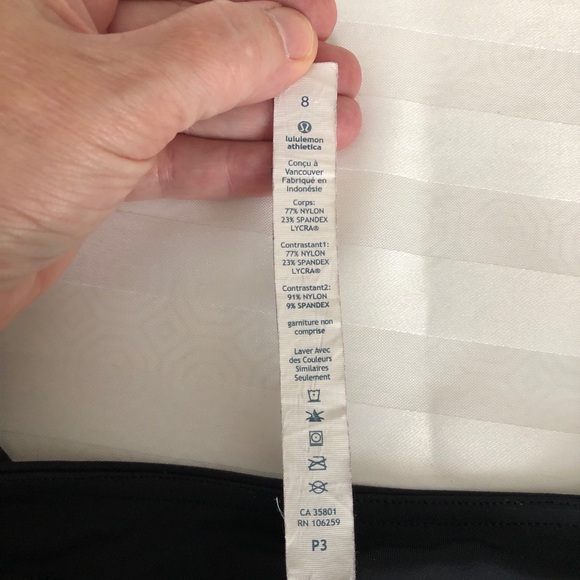 8
lululemon
athletica
Conçu à
Vancouver
Fabriqué en
Indonésie
Corps:
77% NYLON
23% SPANDEX
LYCRA®
Contrastant1:
77% NYLON
23% SPANDEX
LYCRA®
Contrastant2:
91% NYLON
9% SPANDEX
garniture non
comprise
Laver Avec
des Couleurs
Similaires
Seulement
CA 35801
RN 106259
P3